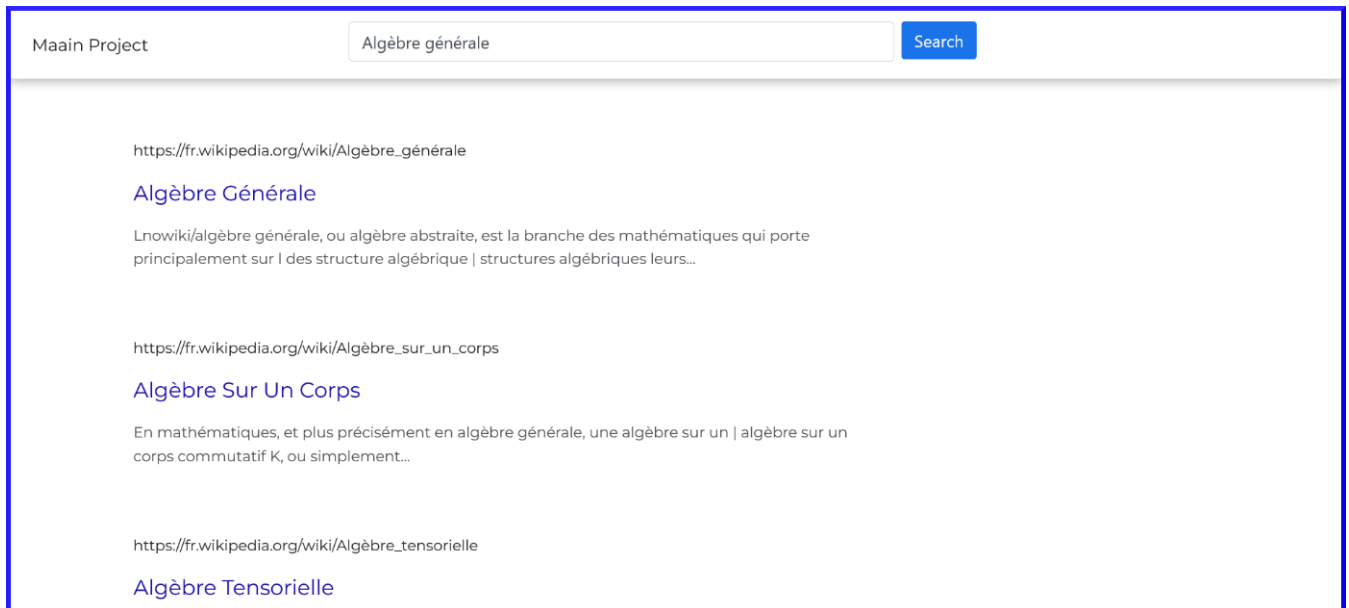 Maain Project
Algèbre générale
Search
https://fr.wikipedia.org/wiki/Algèbre_générale
Algèbre Générale
Lnowiki/algèbre générale, ou algèbre abstraite, est la branche des mathématiques qui porte
principalement sur l des structure algébrique | structures algébriques leurs...
https://fr.wikipedia.org/wiki/Algèbre_sur_un_corps
Algèbre Sur Un Corps
En mathématiques, et plus précisément en algèbre générale, une algèbre sur un | algèbre sur un
corps commutatif K, ou simplement...
https://fr.wikipedia.org/wiki/Algèbre_tensorielle
Algèbre Tensorielle